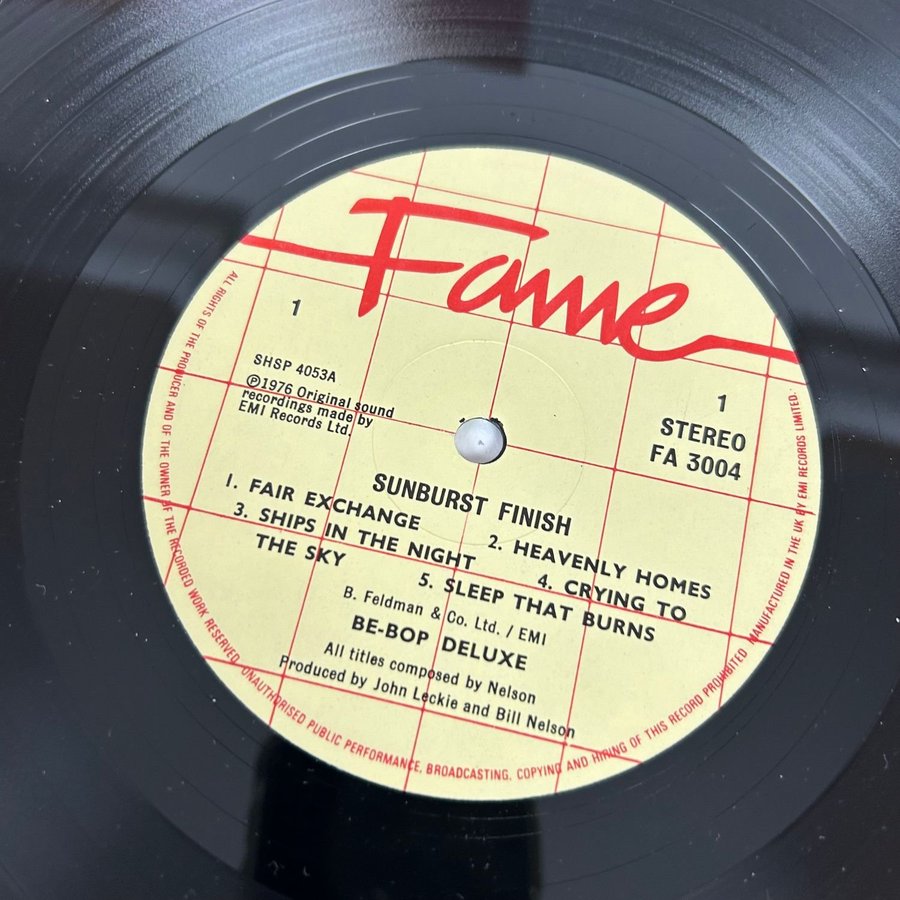 Fame
1
SHSP 4053A
Ⓟ1976 Original sound
recordings made by
EMI Records Ltd.
1
STEREO
FA 3004
SUNBURST FINISH
1. FAIR EXCHANGE 2. HEAVENLY HOMES
3. SHIPS IN THE NIGHT 4. CRYING TO
THE SKY 5. SLEEP THAT BURNS
B. Feldman & Co. Ltd. / EMI
BE-BOP DELUXE
All titles composed by Nelson
Produced by John Leckie and Bill Nelson
ALL RIGHTS OF THE PRODUCER AND OF THE OWNER OF THE RECORDED WORK RESERVED. UNAUTHORISED PUBLIC PERFORMANCE, BROADCASTING, COPYING AND HIRING OF THIS RECORD PROHIBITED. MANUFACTURED IN THE UK BY EMI RECORDS LIMITED.